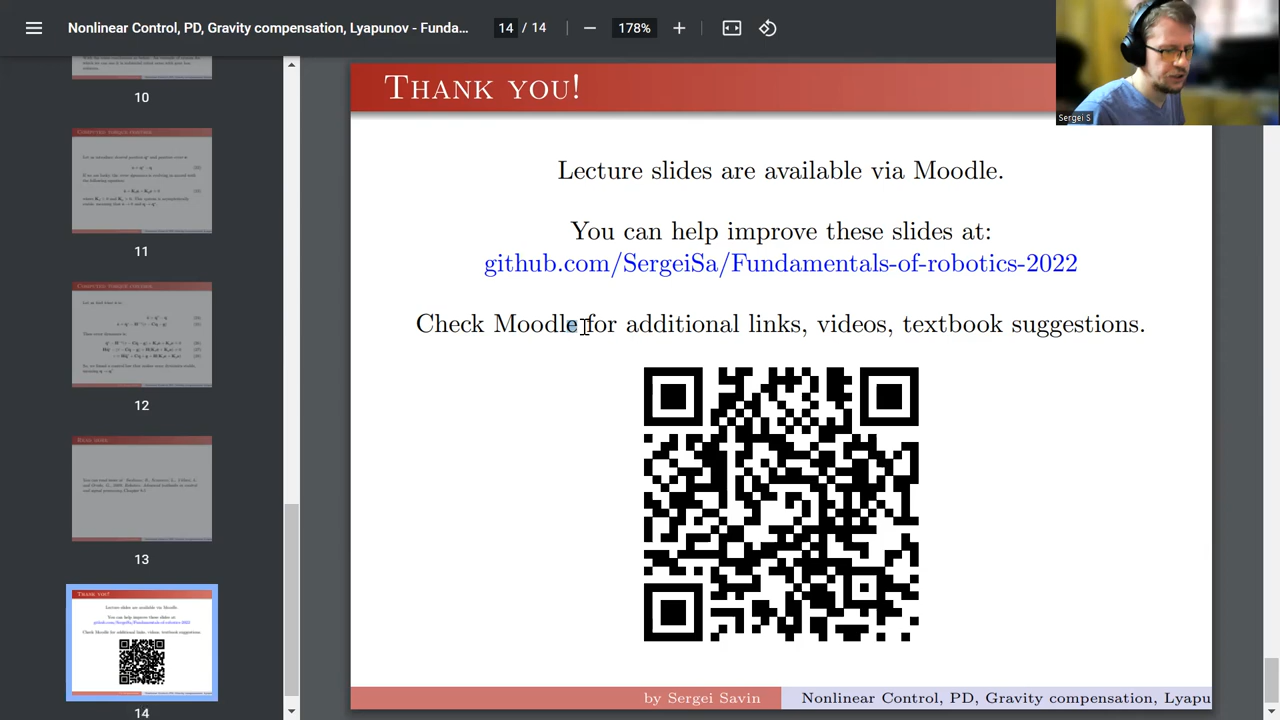 Nonlinear Control, PD, Gravity compensation, Lyapunov - Funda...
14 / 14
178%
Sergei S
10
11
12
13
14
THANK YOU!
Lecture slides are available via Moodle.
You can help improve these slides at:
github.com/SergeiSa/Fundamentals-of-robotics-2022
Check Moodle for additional links, videos, textbook suggestions.
by Sergei Savin
Nonlinear Control, PD, Gravity compensation, Lyapu